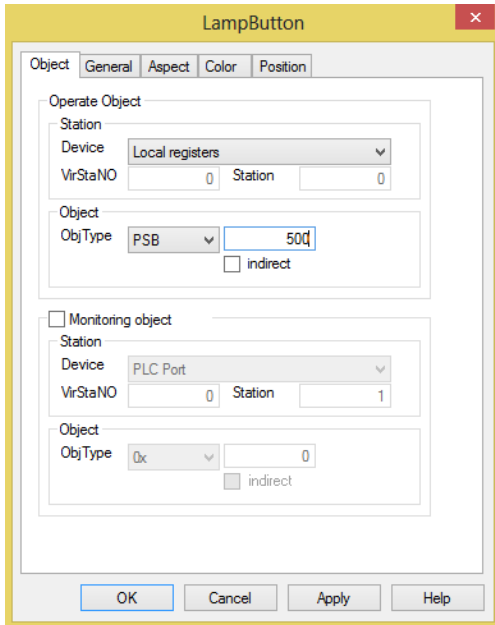 LampButton
Object General Aspect Color Position
Operate Object
Station
Device Local registers
VirStaNO 0 Station 0
Object
ObjType PSB 500
indirect
Monitoring object
Station
Device PLC Port
VirStaNO 0 Station 1
Object
ObjType 0x 0
indirect
OK Cancel Apply Help